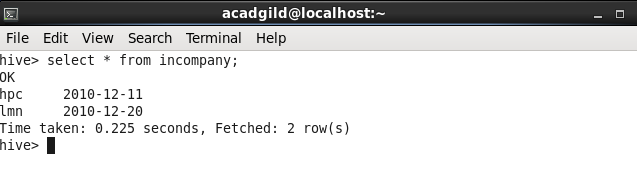 acadgild@localhost:~
File Edit View Search Terminal Help
hive> select * from incompany;
OK
hpc     2010-12-11
lmn     2010-12-20
Time taken: 0.225 seconds, Fetched: 2 row(s)
hive>